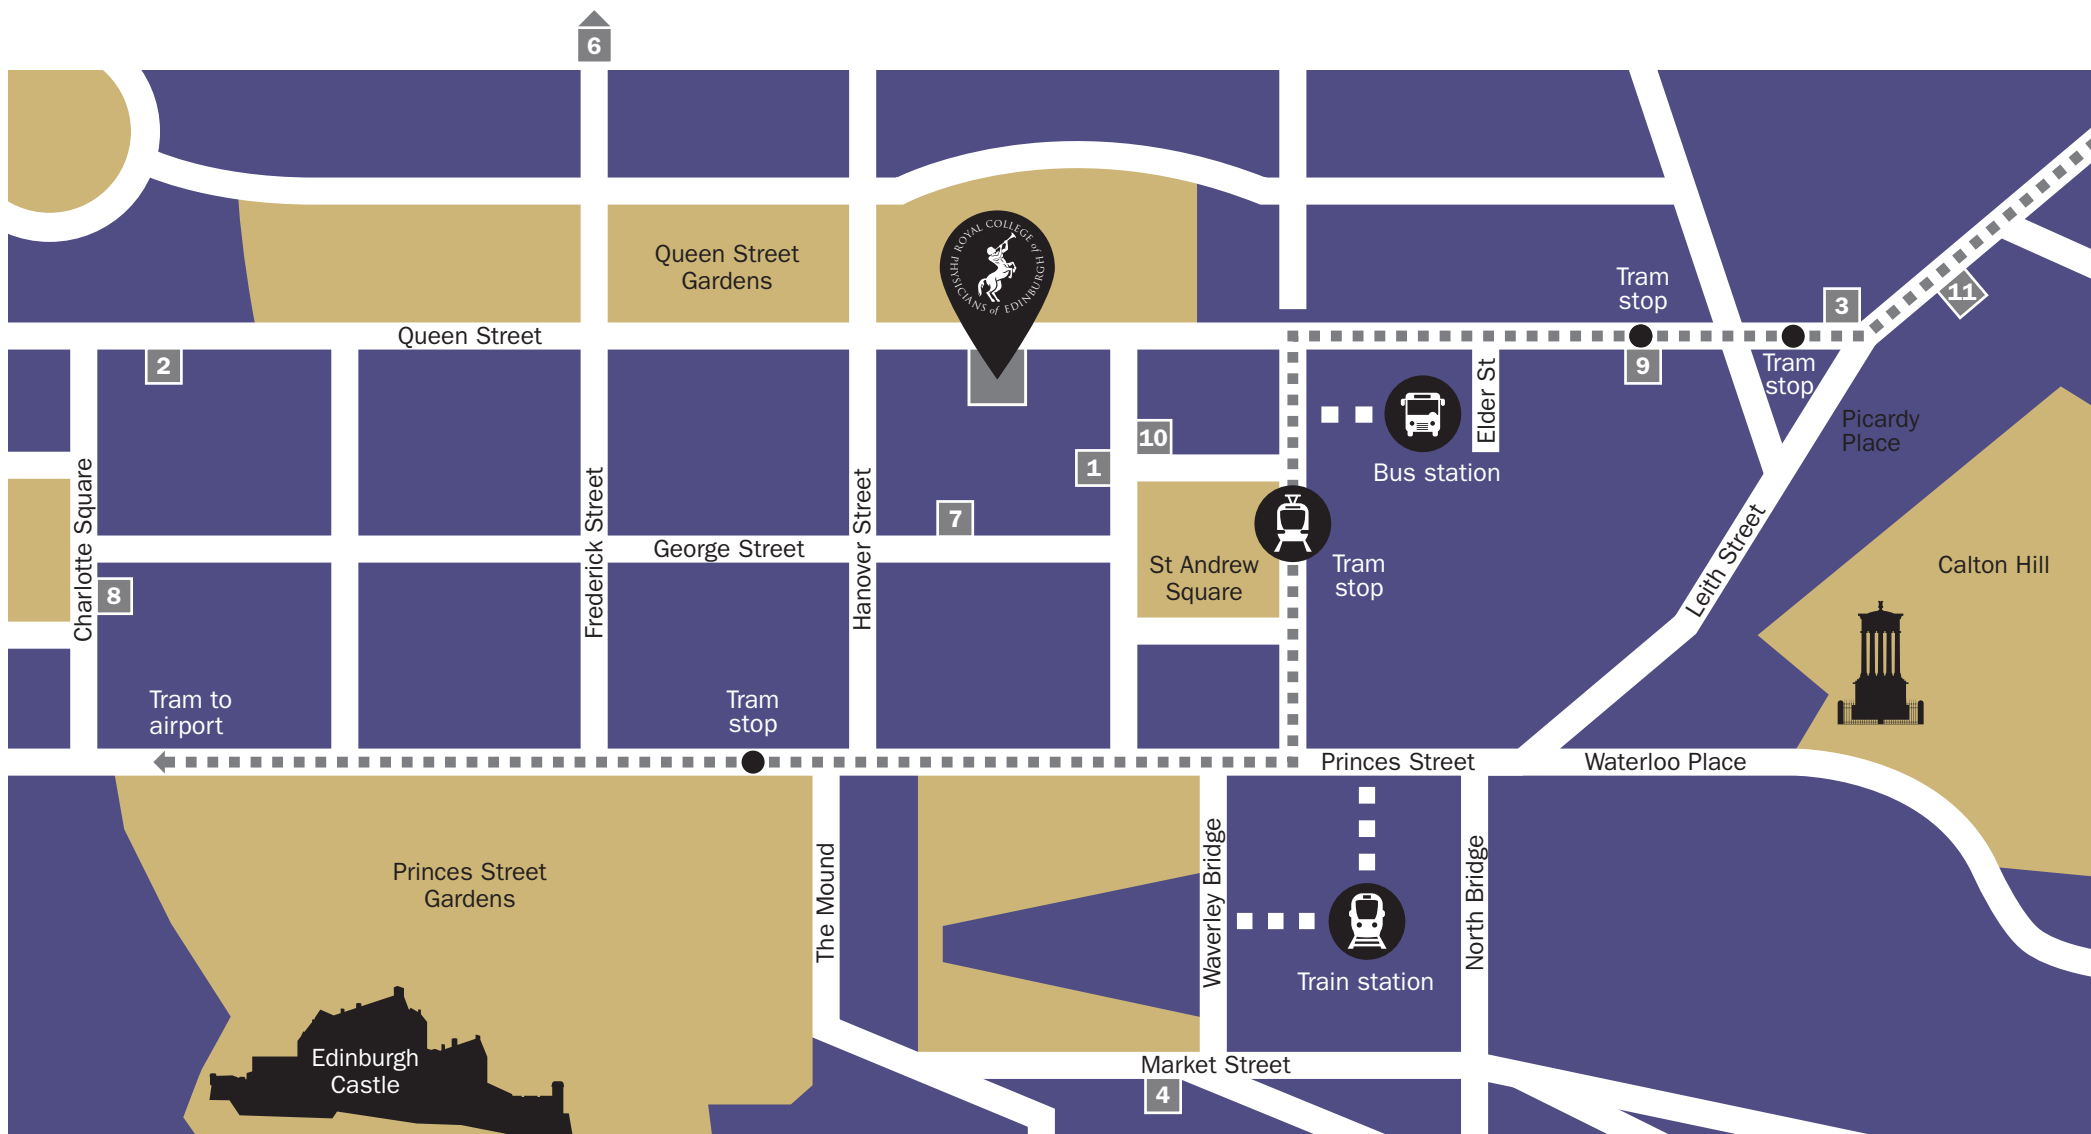 6
ROYAL COLLEGE of
PHYSICIANS of EDINBURGH
Queen Street
Gardens
Tram
stop
3
11
Queen Street
2
9
Tram
stop
Elder St
Picardy
Place
10
1
Bus station
Charlotte Square
Frederick Street
Hanover Street
7
George Street
St Andrew
Square
Tram
stop
Leith Street
Calton Hill
8
Tram to
airport
Tram
stop
Princes Street
Waterloo Place
Princes Street
Gardens
The Mound
Waverley Bridge
North Bridge
Train station
Edinburgh
Castle
Market Street
4